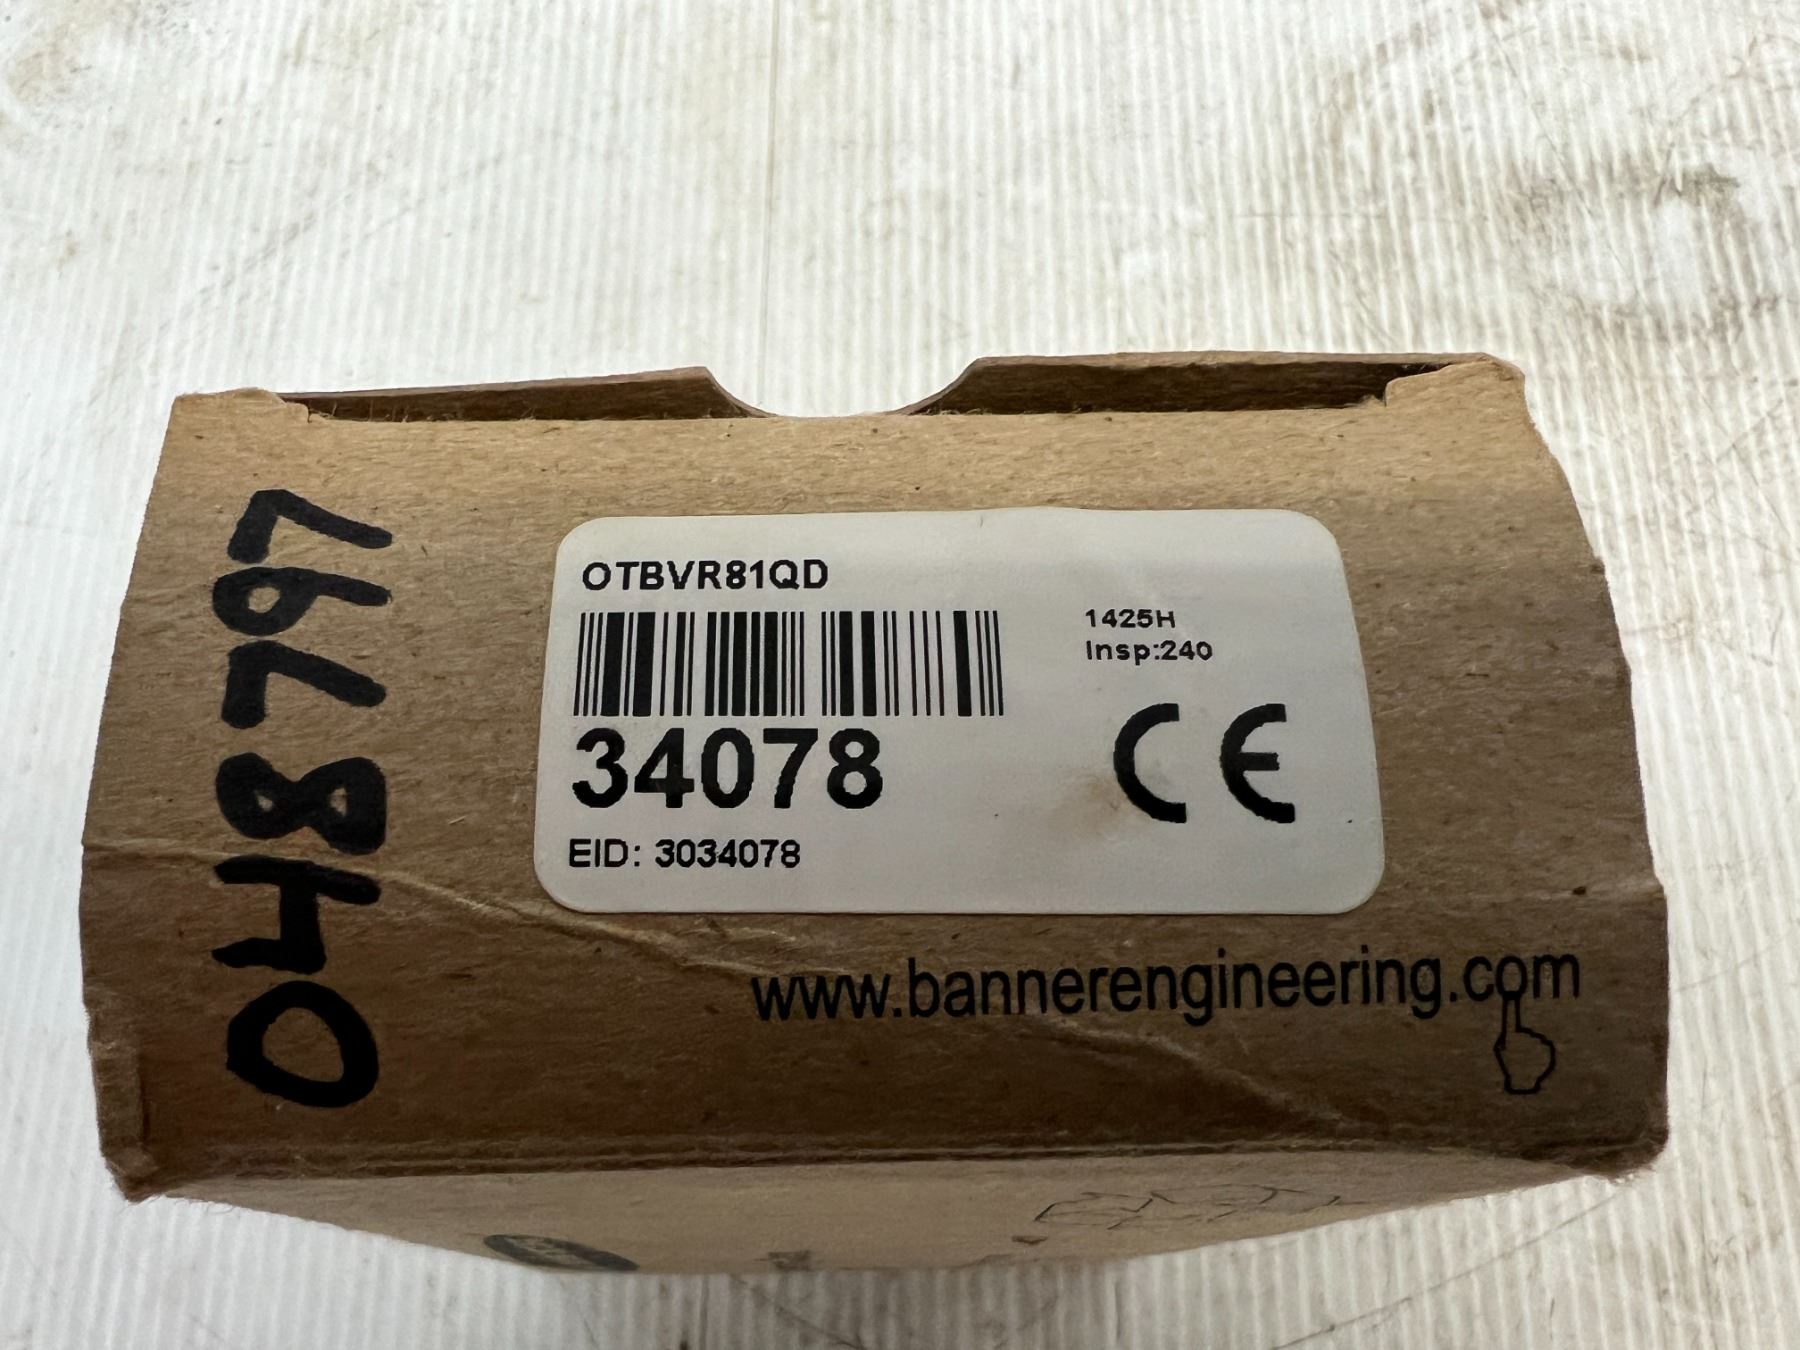 048797
OTBVR81QD
34078
EID: 3034078
1425H
Insp:240
CE
www.bannerengineering.com